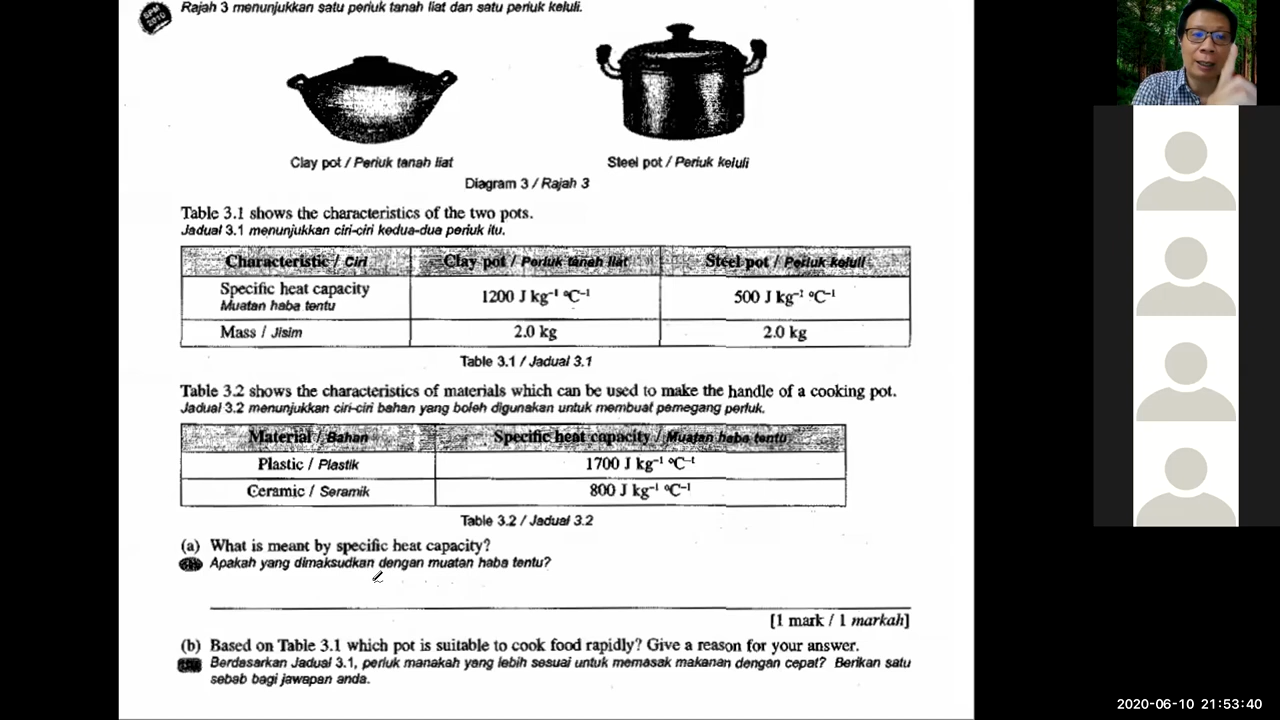 SPM
2010
Rajah 3 menunjukkan satu periuk tanah liat dan satu periuk keluli.
Clay pot / Periuk tanah liat
Steel pot / Periuk keluli
Diagram 3 / Rajah 3
Table 3.1 shows the characteristics of the two pots.
Jadual 3.1 menunjukkan ciri-ciri kedua-dua periuk itu.
Characteristic / Ciri
Clay pot / Periuk tanah liat
Steel pot / Periuk keluli
Specific heat capacity
Muatan haba tentu
1200 J kg⁻¹ °C⁻¹
500 J kg⁻¹ °C⁻¹
Mass / Jisim
2.0 kg
2.0 kg
Table 3.1 / Jadual 3.1
Table 3.2 shows the characteristics of materials which can be used to make the handle of a cooking pot.
Jadual 3.2 menunjukkan ciri-ciri bahan yang boleh digunakan untuk membuat pemegang periuk.
Material / Bahan
Specific heat capacity / Muatan haba tentu
Plastic / Plastik
1700 J kg⁻¹ °C⁻¹
Ceramic / Seramik
800 J kg⁻¹ °C⁻¹
Table 3.2 / Jadual 3.2
(a) What is meant by specific heat capacity?
Apakah yang dimaksudkan dengan muatan haba tentu?
[1 mark / 1 markah]
(b) Based on Table 3.1 which pot is suitable to cook food rapidly? Give a reason for your answer.
Berdasarkan Jadual 3.1, periuk manakah yang lebih sesuai untuk memasak makanan dengan cepat? Berikan satu
sebab bagi jawapan anda.
2020-06-10 21:53:40